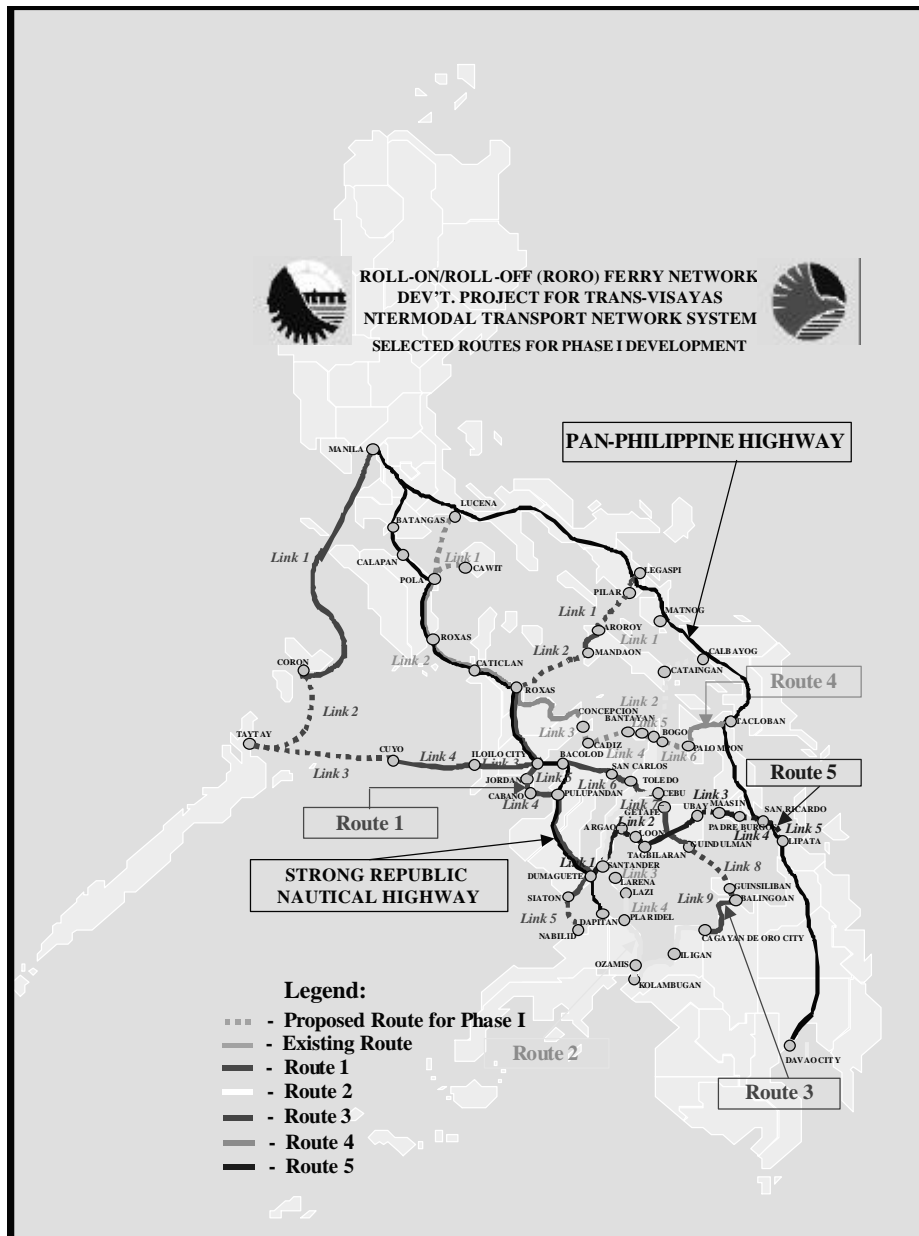 ROLL-ON/ROLL-OFF (RORO) FERRY NETWORK
DEV'T. PROJECT FOR TRANS-VISAYAS
NTERMODAL TRANSPORT NETWORK SYSTEM
SELECTED ROUTES FOR PHASE I DEVELOPMENT
PAN-PHILIPPINE HIGHWAY
MANILA
LUCENA
BATANGAS
Link 1
CALAPAN
Link 1
CAWIT
POLA
LEGASPI
PILAR
Link 1
MATNOG
AROROY
Link 1
ROXAS
Link 2
CATICLAN
Link 2
MANDAON
CALBAYOG
CATAINGAN
CORON
ROXAS
Route 4
Link 2
Link 2
CONCEPCION
BANTAYAN
Link 5
TACLOBAN
Link 3
BOGO
TAYTAY
CADIZ
Link 4
Link 6
PALOMPON
CUYO
Link 4
ILOILO CITY
Link 3
BACOLOD
SAN CARLOS
Route 5
Link 3
JORDAN
Link 5
Link 6
TOLEDO
CABANO
Link 4
PULUPANDAN
CEBU
Link 3
Link 7
GETAFE
UBAY
MAASIN
SAN RICARDO
Route 1
ARGAO
Link 2
LOON
PADRE BURGOS
Link 4
Link 5
LIPATA
TAGBILARAN
GUINDULMAN
STRONG REPUBLIC
NAUTICAL HIGHWAY
Link 1
SANTANDER
Link 8
DUMAGUETE
Link 3
LARENA
GUINSILIBAN
SIATON
LAZI
Link 9
BALINGOAN
Link 5
DAPITAN
Link 4
PLARIDEL
NABILID
CAGAYAN DE ORO CITY
ILIGAN
OZAMIS
KOLAMBUGAN
Legend:
- Proposed Route for Phase I
- Existing Route
- Route 1
- Route 2
- Route 3
- Route 4
- Route 5
Route 2
DAVAO CITY
Route 3